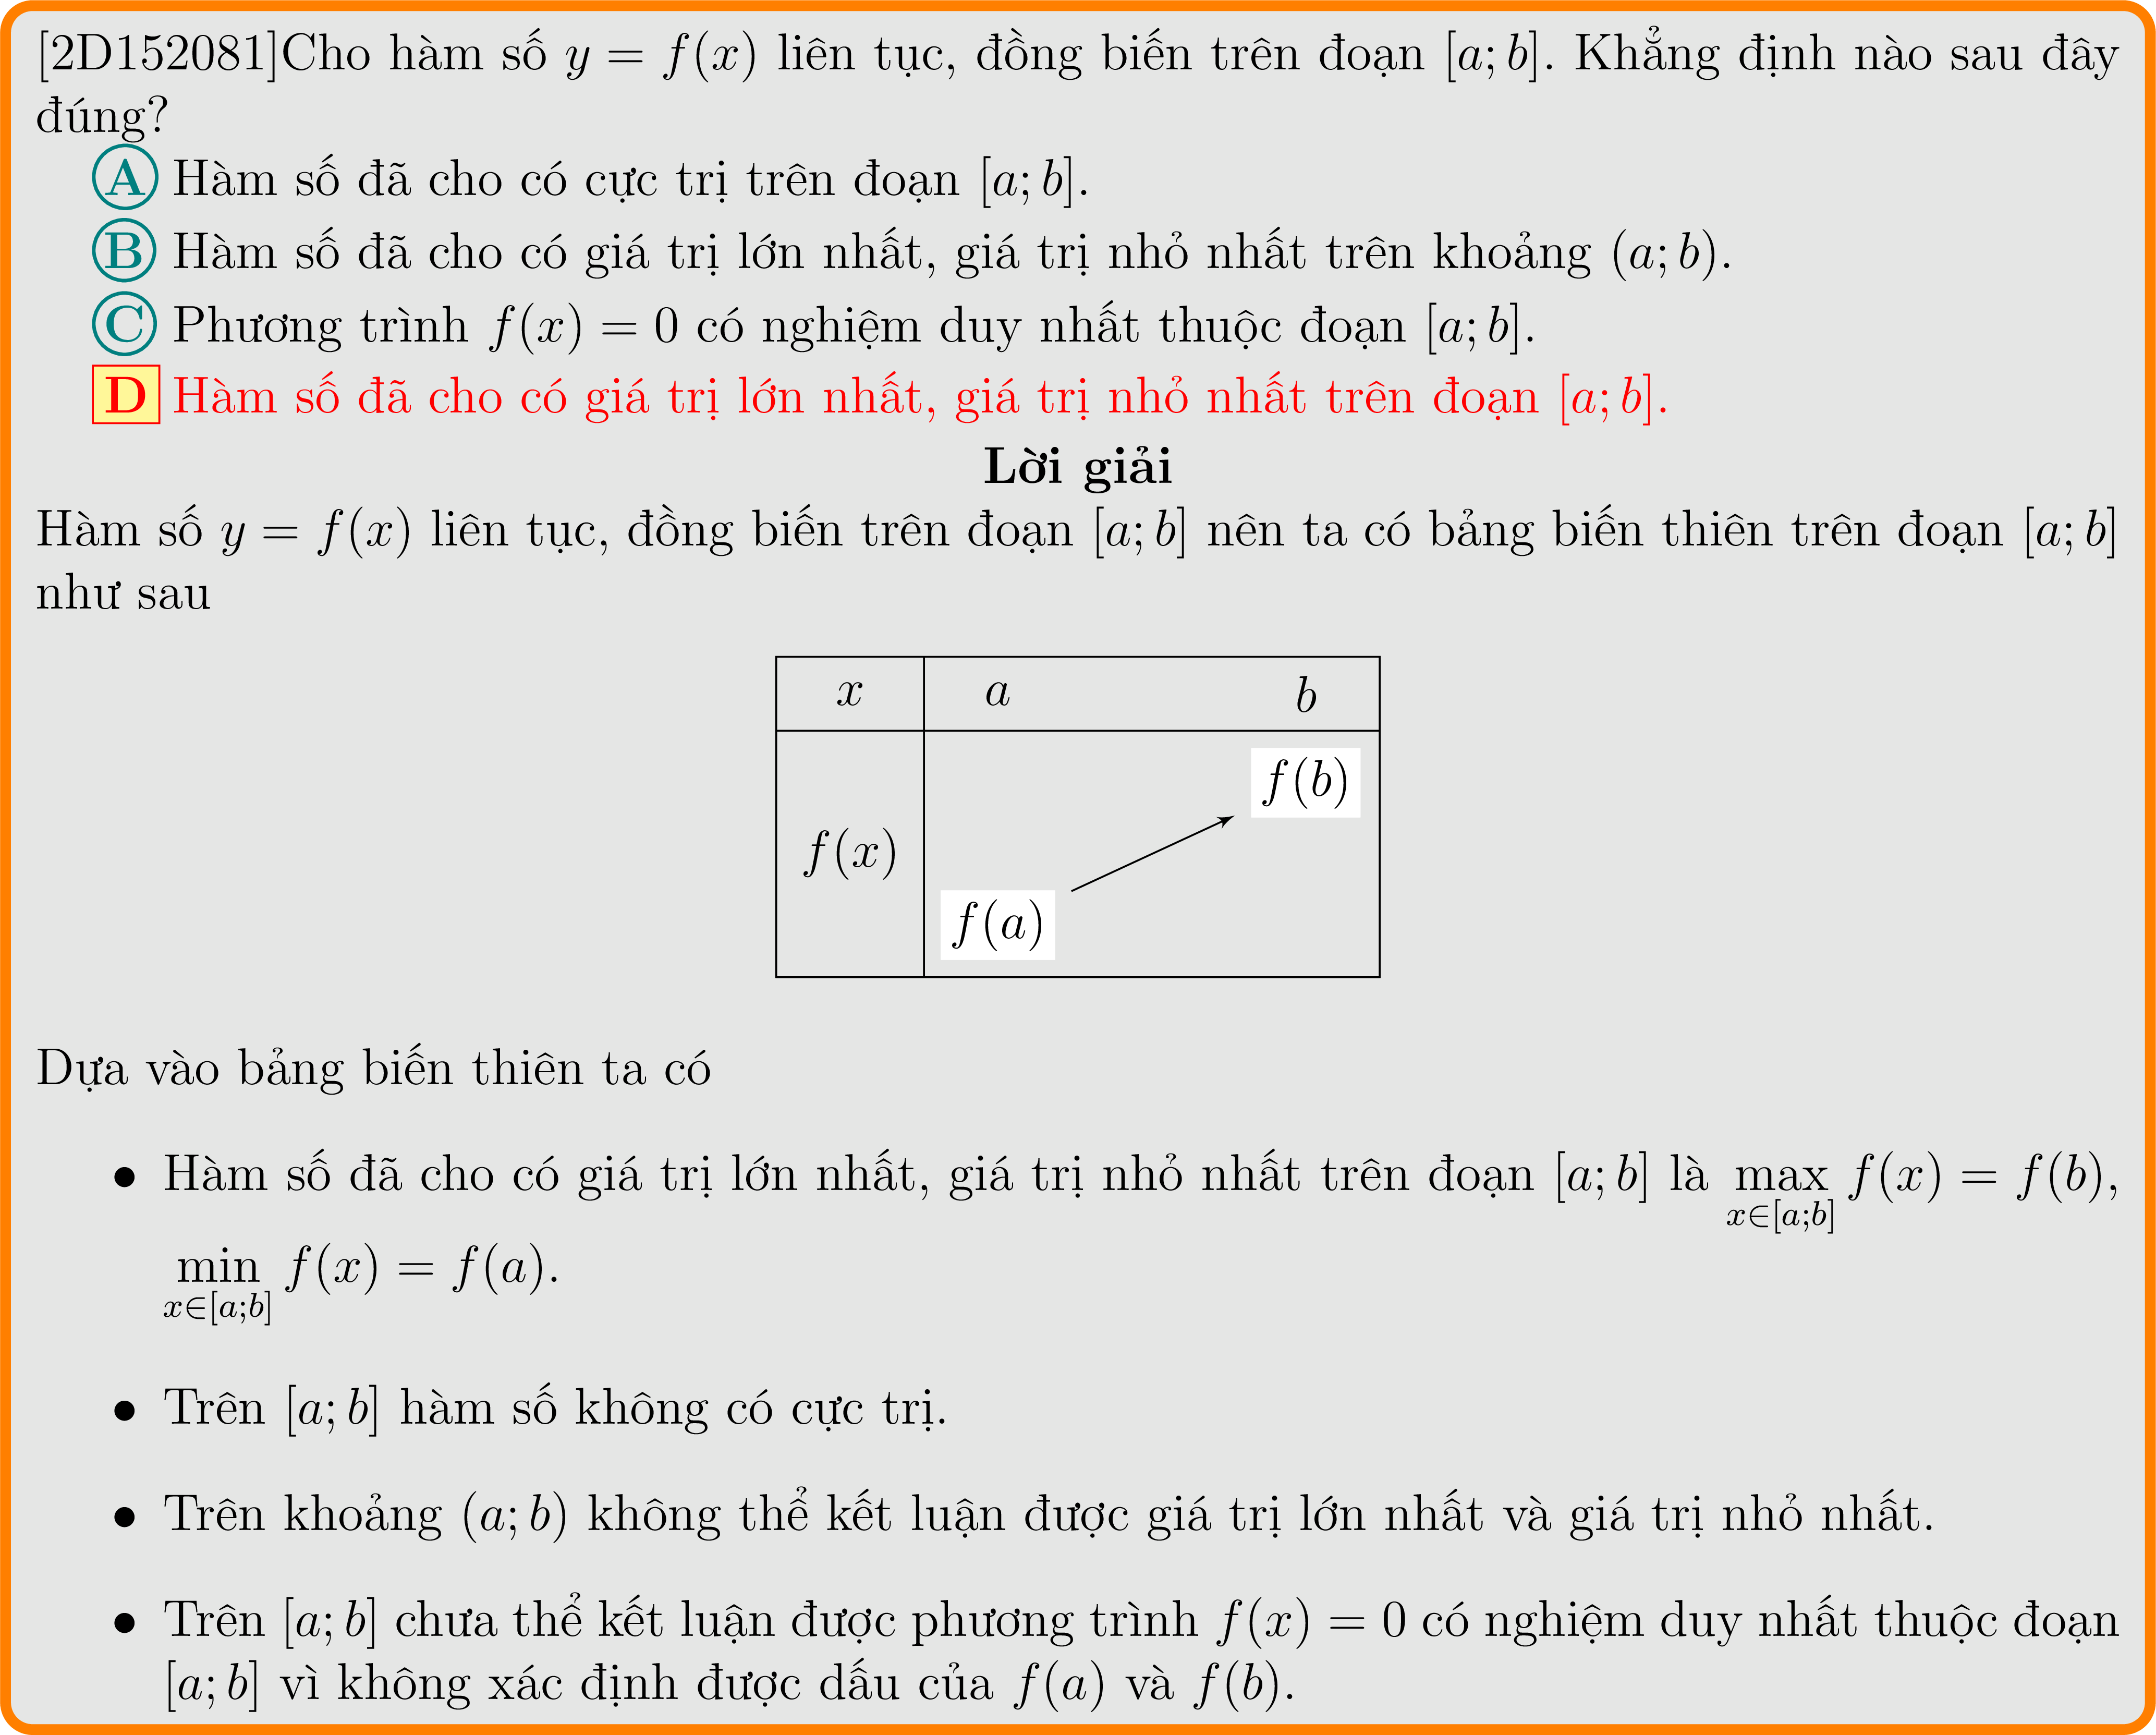 [2D152081]Cho hàm số y = f(x) liên tục, đồng biến trên đoạn [a; b]. Khẳng định nào sau đây
đúng?
A Hàm số đã cho có cực trị trên đoạn [a; b].
B Hàm số đã cho có giá trị lớn nhất, giá trị nhỏ nhất trên khoảng (a; b).
C Phương trình f(x) = 0 có nghiệm duy nhất thuộc đoạn [a; b].
D Hàm số đã cho có giá trị lớn nhất, giá trị nhỏ nhất trên đoạn [a; b].
Lời giải
Hàm số y = f(x) liên tục, đồng biến trên đoạn [a; b] nên ta có bảng biến thiên trên đoạn [a; b]
như sau
x a b
f(b)
f(x)
f(a)
Dựa vào bảng biến thiên ta có
• Hàm số đã cho có giá trị lớn nhất, giá trị nhỏ nhất trên đoạn [a; b] là max f(x) = f(b),
x∈[a;b]
min f(x) = f(a).
x∈[a;b]
• Trên [a; b] hàm số không có cực trị.
• Trên khoảng (a; b) không thể kết luận được giá trị lớn nhất và giá trị nhỏ nhất.
• Trên [a; b] chưa thể kết luận được phương trình f(x) = 0 có nghiệm duy nhất thuộc đoạn
[a; b] vì không xác định được dấu của f(a) và f(b).